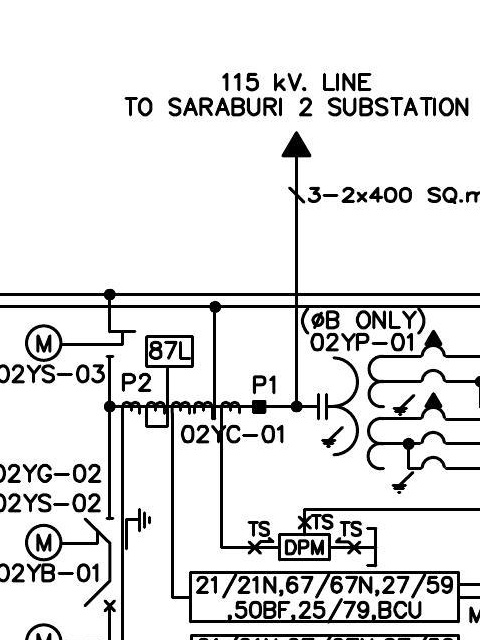 115 kV. LINE
TO SARABURI 2 SUBSTATION
3-2x400 SQ.m
(ØB ONLY)
02YP-01
M
87L
02YS-03
P2
P1
02YC-01
02YG-02
02YS-02
TS
TS
TS
M
DPM
02YB-01
21/21N,67/67N,27/59
,50BF,25/79,BCU
M
M